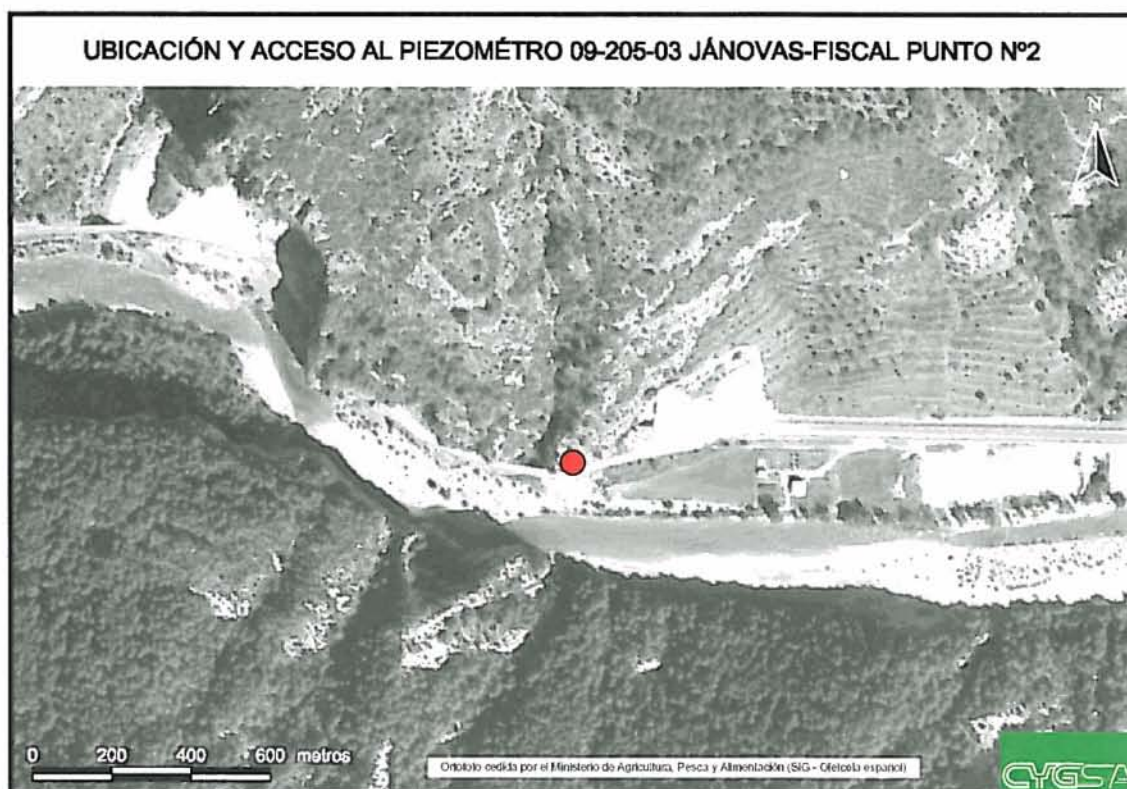 UBICACIÓN Y ACCESO AL PIEZOMÉTRO 09-205-03 JÁNOVAS-FISCAL PUNTO Nº2
N
0 200 400 600 metros
Ortofoto cedida por el Ministerio de Agricultura, Pesca y Alimentación (SIG - Oleicola español)
CYGSA